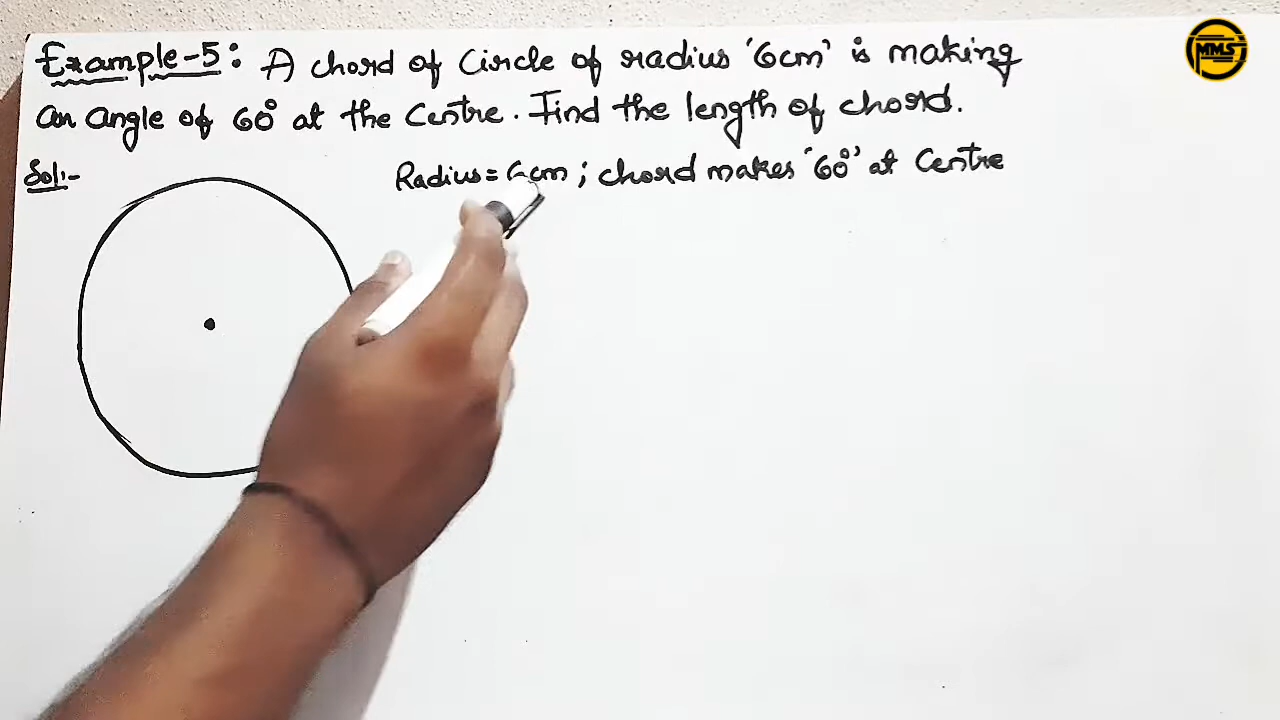 Example-5: A chord of circle of radius '6cm' is making
an angle of 60° at the centre. Find the length of chord.
Sol:-
Radius = 6cm ; chord makes '60°' at centre
MMS